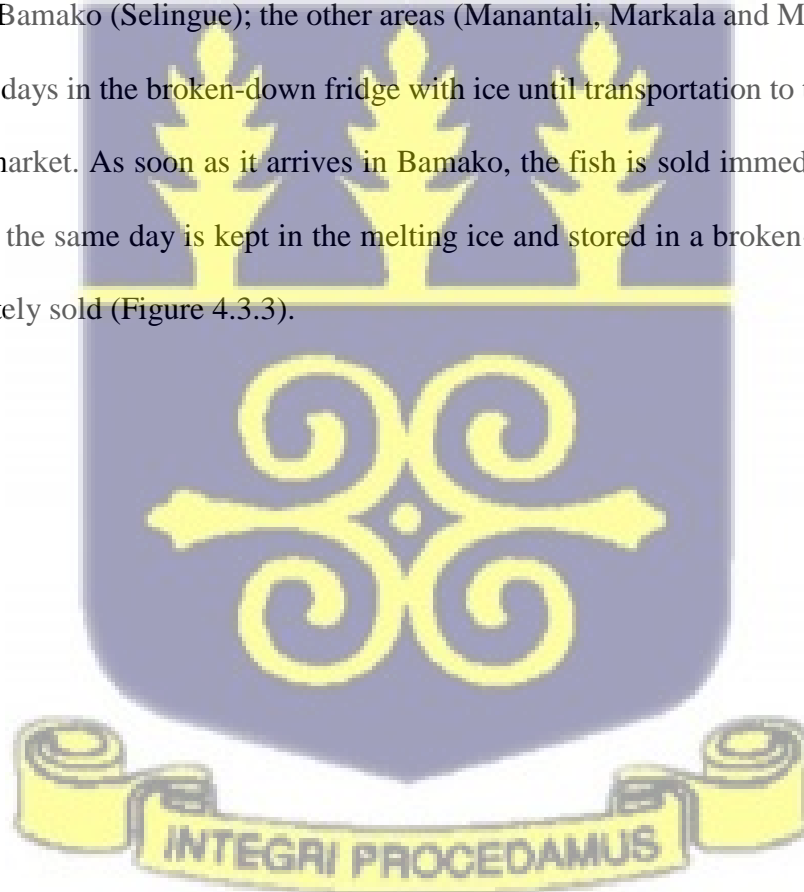 Bamako (Selingue); the other areas (Manantali, Markala and M
days in the broken-down fridge with ice until transportation to
market. As soon as it arrives in Bamako, the fish is sold immed
the same day is kept in the melting ice and stored in a broken-
tely sold (Figure 4.3.3).
INTEGRI PROCEDAMUS